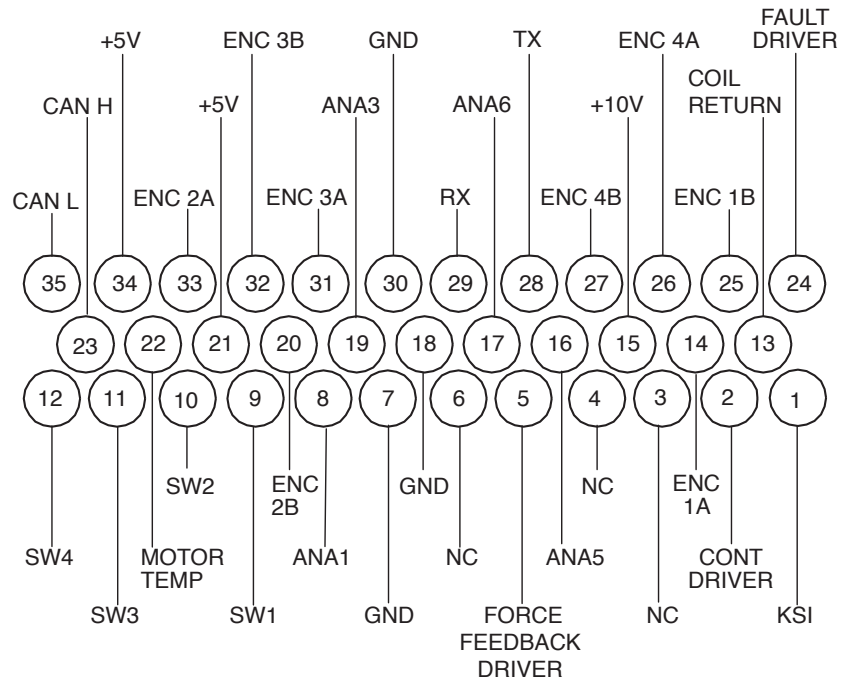 FAULT
DRIVER
+5V
ENC 3B
GND
TX
ENC 4A
COIL
RETURN
CAN H
+5V
ANA3
ANA6
+10V
CAN L
ENC 2A
ENC 3A
RX
ENC 4B
ENC 1B
35 34 33 32 31 30 29 28 27 26 25 24
23 22 21 20 19 18 17 16 15 14 13
12 11 10 9 8 7 6 5 4 3 2 1
SW2
ENC
2B
GND
NC
ENC
1A
SW4
MOTOR
TEMP
ANA1
NC
ANA5
CONT
DRIVER
SW3
SW1
GND
FORCE
FEEDBACK
DRIVER
NC
KSI